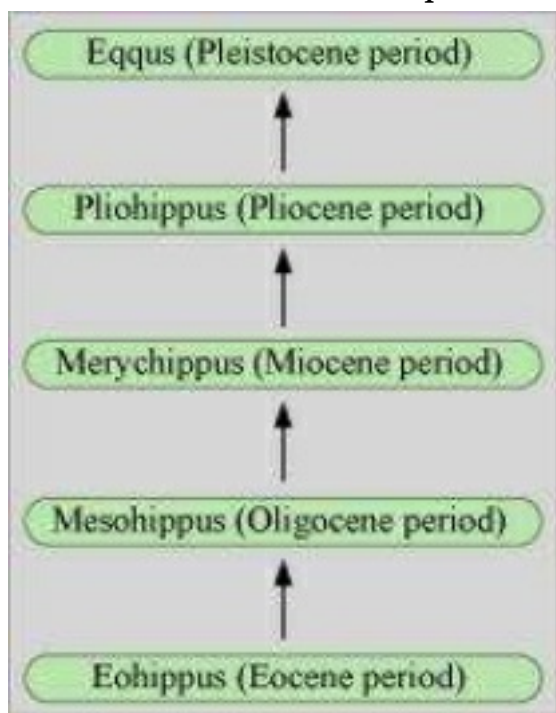 Eqqus (Pleistocene period)
Pliohippus (Pliocene period)
Merychippus (Miocene period)
Mesohippus (Oligocene period)
Eohippus (Eocene period)